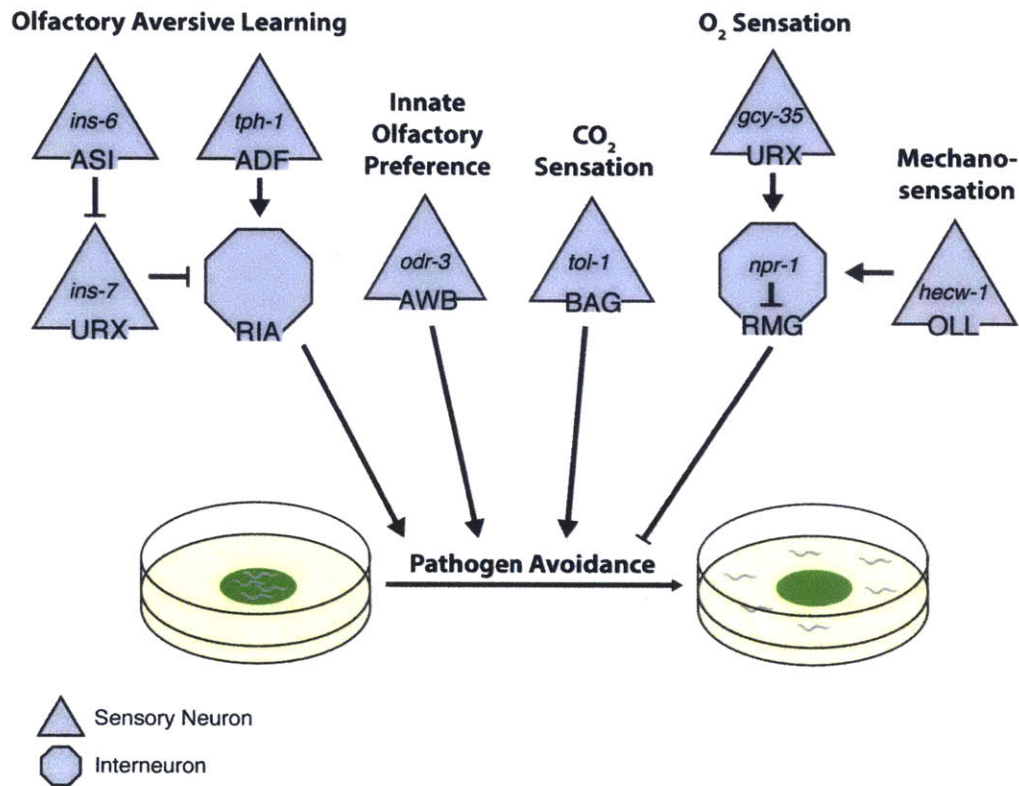 Olfactory Aversive Learning
ins-6
ASI
tph-1
ADF
ins-7
URX
RIA
Innate
Olfactory
Preference
odr-3
AWB
CO₂
Sensation
tol-1
BAG
O₂ Sensation
gcy-35
URX
npr-1
RMG
Mechano-
sensation
hecw-1
OLL
Pathogen Avoidance
Sensory Neuron
Interneuron